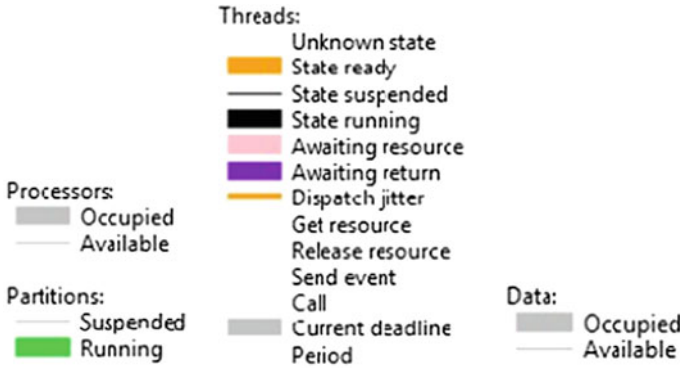 Threads:
Unknown state
State ready
State suspended
State running
Awaiting resource
Awaiting return
Dispatch jitter
Get resource
Release resource
Send event
Call
Current deadline
Period
Processors:
Occupied
Available
Partitions:
Suspended
Running
Data:
Occupied
Available